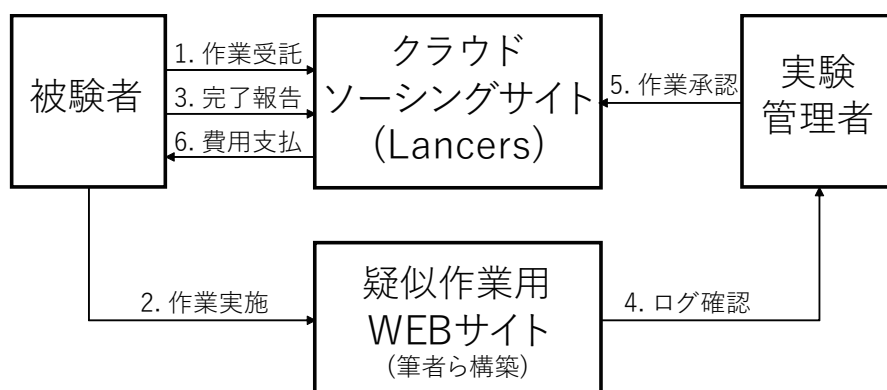 被験者
1. 作業受託
3. 完了報告
6. 費用支払
クラウド
ソーシングサイト
(Lancers)
5. 作業承認
実験
管理者
2. 作業実施
疑似作業用
WEBサイト
(筆者ら構築)
4. ログ確認